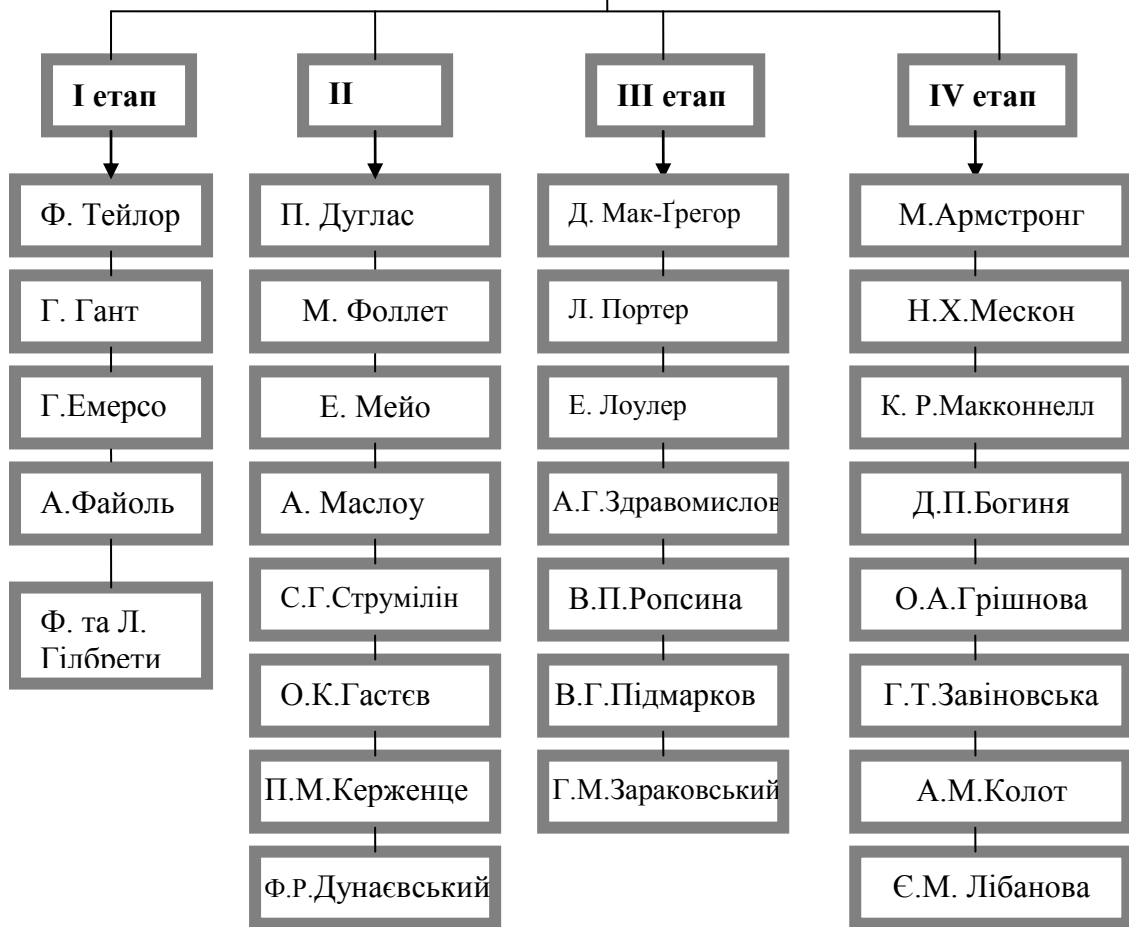 I етап
II
III етап
IV етап
Ф. Тейлор
Г. Гант
Г.Емерсо
А.Файоль
Ф. та Л.
Гілбрети
П. Дуглас
М. Фоллет
Е. Мейо
А. Маслоу
С.Г.Струмілін
О.К.Гастєв
П.М.Керженце
Ф.Р.Дунаєвський
Д. Мак-Ґрегор
Л. Портер
Е. Лоулер
А.Г.Здравомислов
В.П.Ропсина
В.Г.Підмарков
Г.М.Зараковський
М.Армстронг
Н.Х.Мескон
К. Р.Макконнелл
Д.П.Богиня
О.А.Грішнова
Г.Т.Завіновська
А.М.Колот
Є.М. Лібанова